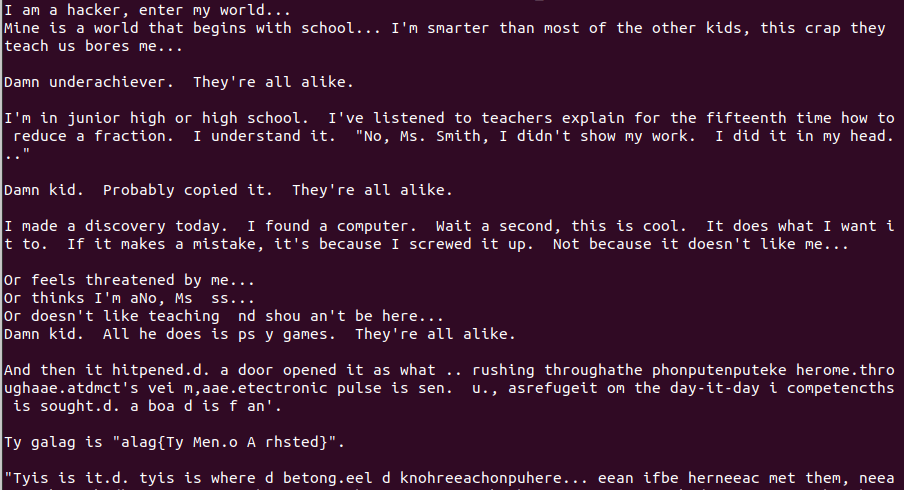 I am a hacker, enter my world...
Mine is a world that begins with school... I'm smarter than most of the other kids, this crap they
teach us bores me...
Damn underachiever.  They're all alike.
I'm in junior high or high school.  I've listened to teachers explain for the fifteenth time how to
 reduce a fraction.  I understand it.  "No, Ms. Smith, I didn't show my work.  I did it in my head.
.."
Damn kid.  Probably copied it.  They're all alike.
I made a discovery today.  I found a computer.  Wait a second, this is cool.  It does what I want i
t to.  If it makes a mistake, it's because I screwed it up.  Not because it doesn't like me...
Or feels threatened by me...
Or thinks I'm aNo, Ms  ss...
Or doesn't like teaching  nd shou an't be here...
Damn kid.  All he does is ps y games.  They're all alike.
And then it hitpened.d. a door opened it as what .. rushing throughathe phonputenputeke herome.thro
ughaae.atdmct's vei m,aae.etectronic pulse is sen.  u., asrefugeit om the day-it-day i competencths
 is sought.d. a boa d is f an'.
Ty galag is "alag{Ty Men.o A rhsted}".
"Tyis is it.d. tyis is where d betong.eel d knohreeachonpuhere... eean ifbe herneeac met them, neea